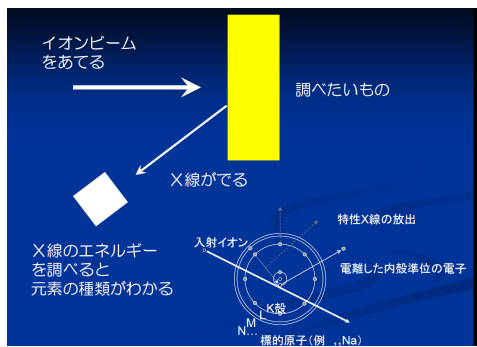 イオンビーム
をあてる
調べたいもの
X線がでる
X線のエネルギー
を調べると
元素の種類がわかる
特性X線の放出
入射イオン
電離した内殻準位の電子
K殻
L
M
N…
標的原子（例 ₁₁Na）